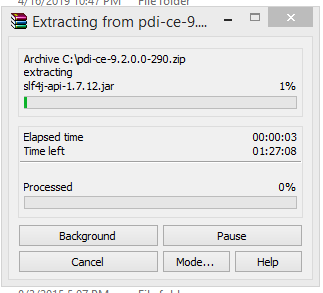 4/16/2019 10:47 PM File folder
Extracting from pdi-ce-9....
Archive C:\pdi-ce-9.2.0.0-290.zip
extracting
slf4j-api-1.7.12.jar 1%
Elapsed time 00:00:03
Time left 01:27:08
Processed 0%
Background Pause
Cancel Mode... Help